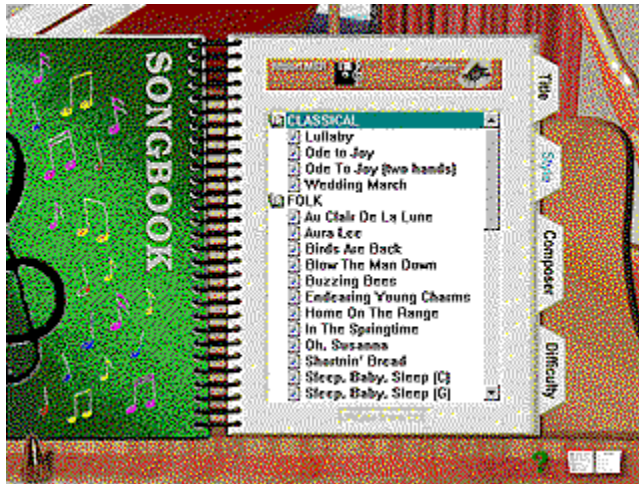 SONGBOOK
CLASSICAL
Lullaby
Ode to Joy
Ode To Joy (two hands)
Wedding March
FOLK
Au Clair De La Lune
Aura Lee
Birds Are Back
Blow The Man Down
Buzzing Bees
Endearing Young Charms
Home On The Range
In The Springtime
Oh, Susanna
Shortnin' Bread
Sleep, Baby, Sleep (C)
Sleep, Baby, Sleep (G)
Title
Style
Composer
Difficulty
?